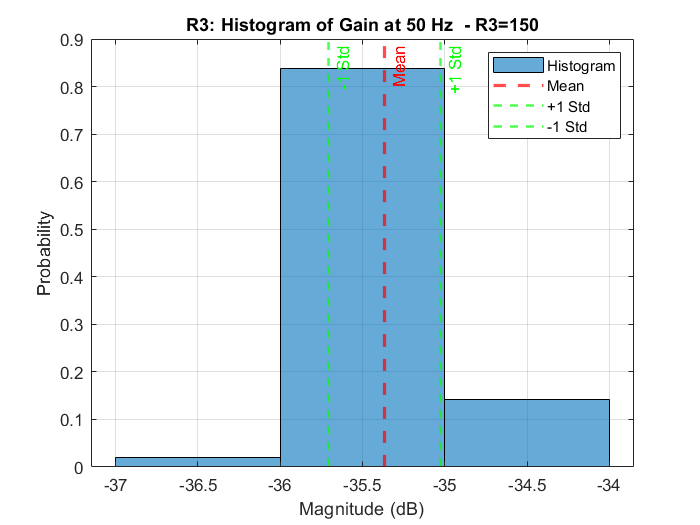 R3: Histogram of Gain at 50 Hz - R3=150
0.9
0.8
0.7
0.6
0.5
0.4
0.3
0.2
0.1
0
Probability
-1 Std
Mean
+1 Std
Histogram
Mean
+1 Std
-1 Std
-37
-36.5
-36
-35.5
-35
-34.5
-34
Magnitude (dB)